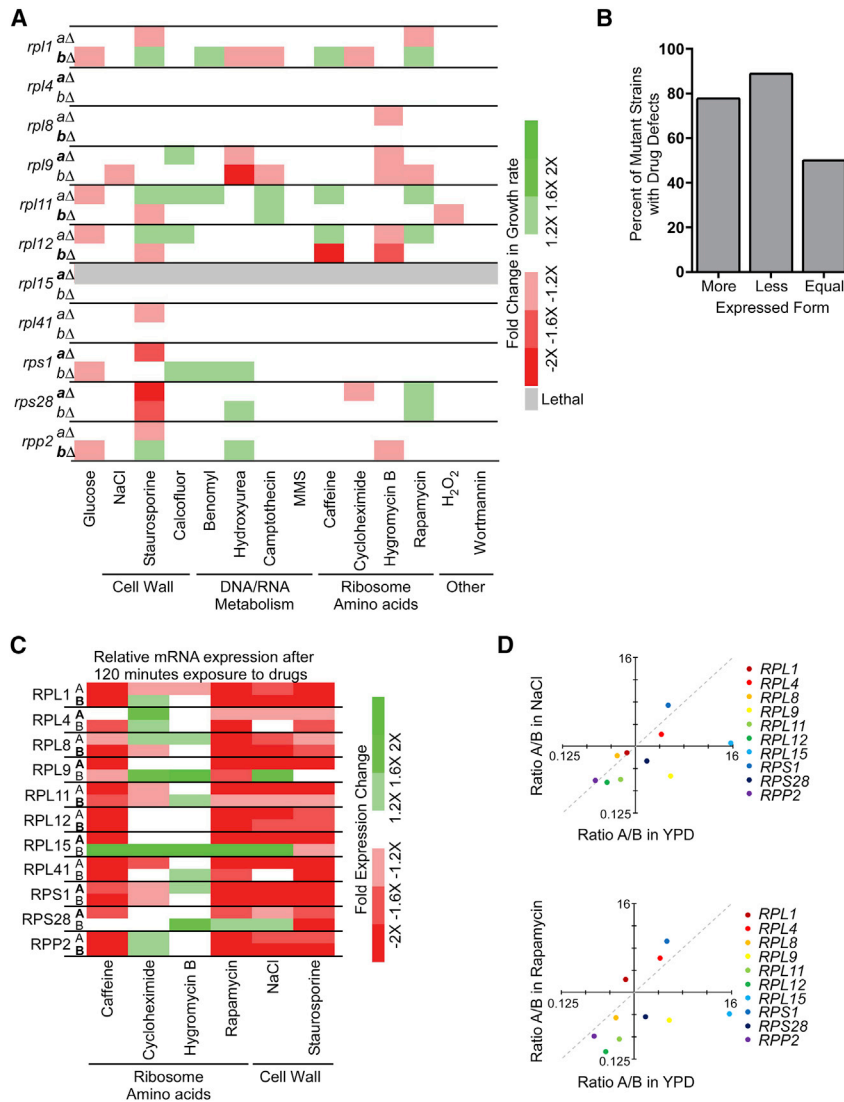 A
rpl1 aΔ
bΔ
rpl4 aΔ
bΔ
rpl8 aΔ
bΔ
rpl9 aΔ
bΔ
rpl11 aΔ
bΔ
rpl12 aΔ
bΔ
rpl15 aΔ
bΔ
rpl41 aΔ
bΔ
rps1 aΔ
bΔ
rps28 aΔ
bΔ
rpp2 aΔ
bΔ
Glucose
NaCl
Staurosporine
Calcofluor
Benomyl
Hydroxyurea
Camptothecin
MMS
Caffeine
Cycloheximide
Hygromycin B
Rapamycin
H2O2
Wortmannin
Cell Wall
DNA/RNA
Metabolism
Ribosome
Amino acids
Other
Fold Change in Growth rate
-2X -1.6X -1.2X
1.2X 1.6X 2X
Lethal
B
Percent of Mutant Strains
with Drug Defects
100
80
60
40
20
0
More Less Equal
Expressed Form
C
Relative mRNA expression after
120 minutes exposure to drugs
RPL1 A
B
RPL4 A
B
RPL8 A
B
RPL9 A
B
RPL11 A
B
RPL12 A
B
RPL15 A
B
RPL41 A
B
RPS1 A
B
RPS28 A
B
RPP2 A
B
Caffeine
Cycloheximide
Hygromycin B
Rapamycin
NaCl
Staurosporine
Ribosome
Amino acids
Cell Wall
Fold Expression Change
-2X -1.6X -1.2X
1.2X 1.6X 2X
D
Ratio A/B in NaCl
16
0.125
16
0.125
Ratio A/B in YPD
RPL1
RPL4
RPL8
RPL9
RPL11
RPL12
RPL15
RPS1
RPS28
RPP2
Ratio A/B in Rapamycin
16
0.125
16
0.125
Ratio A/B in YPD
RPL1
RPL4
RPL8
RPL9
RPL11
RPL12
RPL15
RPS1
RPS28
RPP2